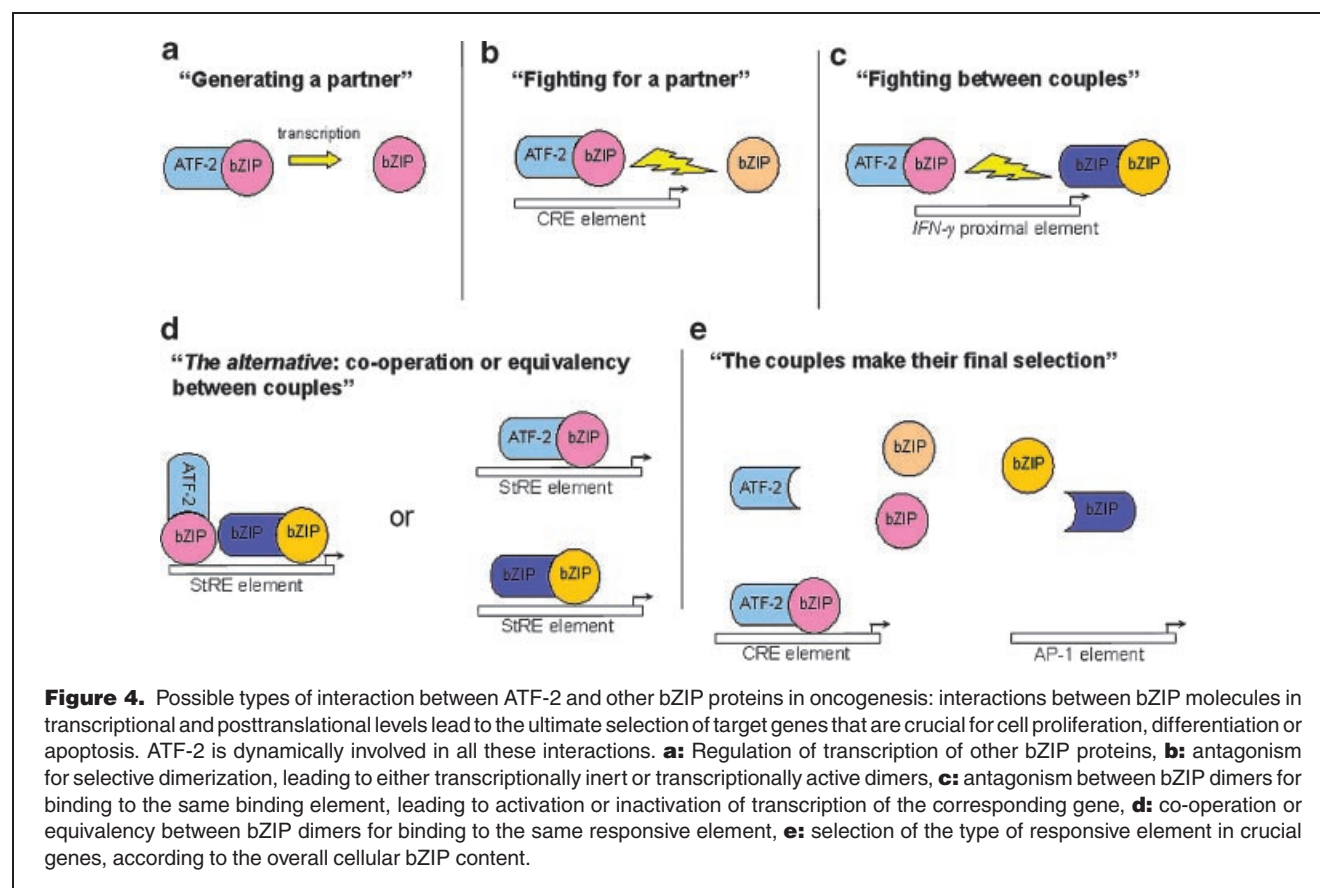 a
"Generating a partner"
ATF-2 bZIP
transcription
bZIP
b
"Fighting for a partner"
ATF-2 bZIP
bZIP
CRE element
c
"Fighting between couples"
ATF-2 bZIP
bZIP bZIP
IFN-γ proximal element
d
"The alternative: co-operation or equivalency
between couples"
ATF-2
bZIP
bZIP bZIP
StRE element
or
ATF-2 bZIP
StRE element
bZIP bZIP
StRE element
e
"The couples make their final selection"
ATF-2
bZIP
bZIP
bZIP
bZIP
ATF-2 bZIP
CRE element
AP-1 element
Figure 4. Possible types of interaction between ATF-2 and other bZIP proteins in oncogenesis: interactions between bZIP molecules in
transcriptional and posttranslational levels lead to the ultimate selection of target genes that are crucial for cell proliferation, differentiation or
apoptosis. ATF-2 is dynamically involved in all these interactions. a: Regulation of transcription of other bZIP proteins, b: antagonism
for selective dimerization, leading to either transcriptionally inert or transcriptionally active dimers, c: antagonism between bZIP dimers for
binding to the same binding element, leading to activation or inactivation of transcription of the corresponding gene, d: co-operation or
equivalency between bZIP dimers for binding to the same responsive element, e: selection of the type of responsive element in crucial
genes, according to the overall cellular bZIP content.